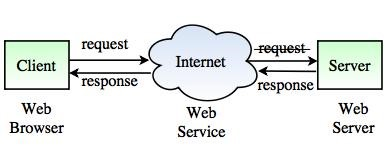 request
request
Client
Internet
Server
response
response
Web
Browser
Web
Service
Web
Server